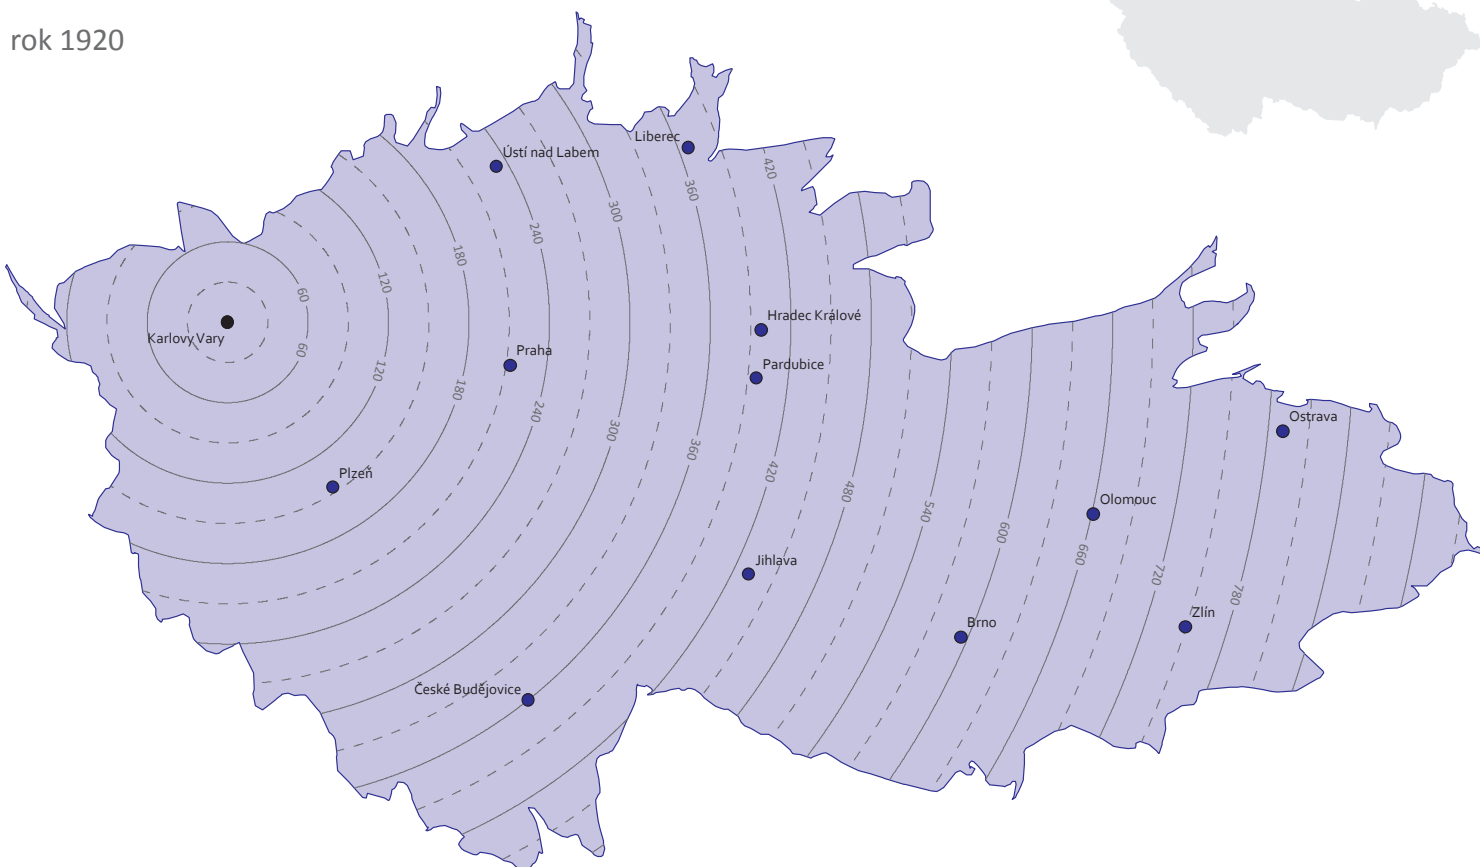 rok 1920
Liberec
Ústí nad Labem
420
360
300
240
180
120
60
Hradec Králové
Karlovy Vary
60
Praha
Pardubice
120
180
240
Ostrava
300
360
Plzeň
420
480
Olomouc
540
600
660
Jihlava
720
780
Zlín
Brno
České Budějovice